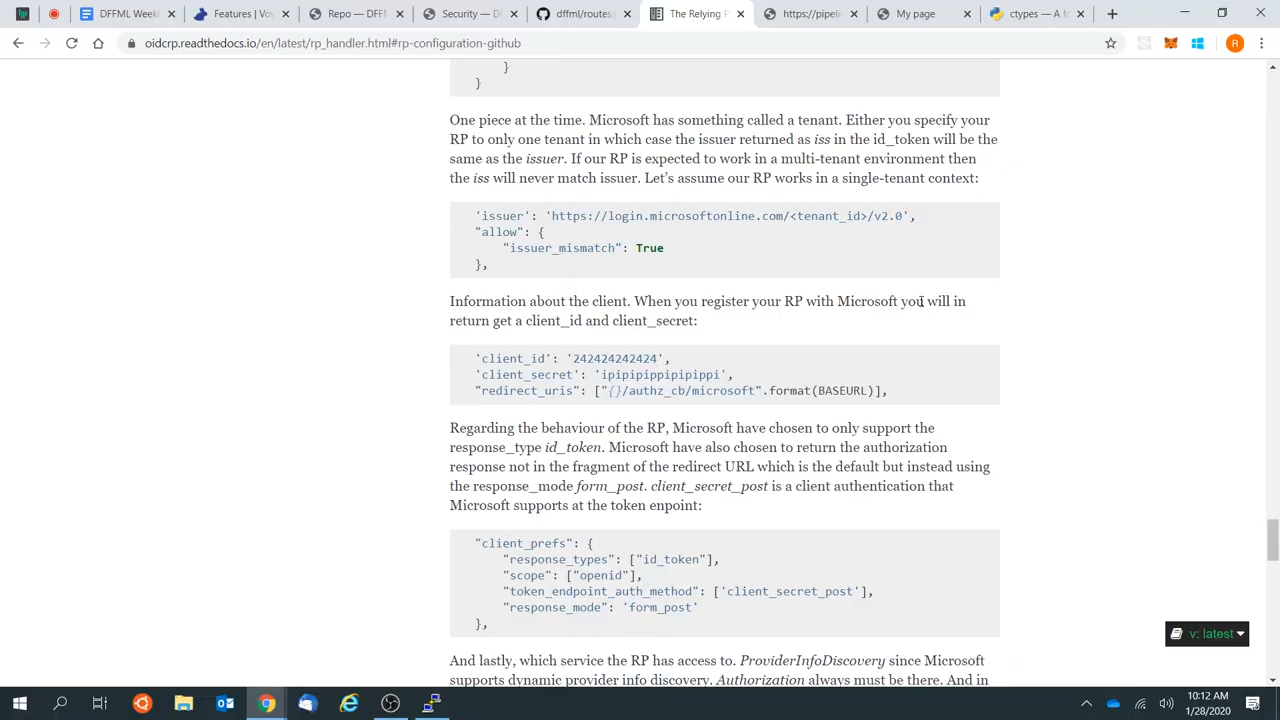 DFFML Weekl
Features | Vo
Repo — DFFM
Security — DFF
dffml/routes.p
The Relying P
https://pipelin
My page
ctypes — A fo
oidcrp.readthedocs.io/en/latest/rp_handler.html#rp-configuration-github
R
}
}
One piece at the time. Microsoft has something called a tenant. Either you specify your
RP to only one tenant in which case the issuer returned as iss in the id_token will be the
same as the issuer. If our RP is expected to work in a multi-tenant environment then
the iss will never match issuer. Let’s assume our RP works in a single-tenant context:
'issuer': 'https://login.microsoftonline.com/<tenant_id>/v2.0',
"allow": {
"issuer_mismatch": True
},
Information about the client. When you register your RP with Microsoft you will in
return get a client_id and client_secret:
'client_id': '242424242424',
'client_secret': 'ipipipippipipippi',
"redirect_uris": ["{}/authz_cb/microsoft".format(BASEURL)],
Regarding the behaviour of the RP, Microsoft have chosen to only support the
response_type id_token. Microsoft have also chosen to return the authorization
response not in the fragment of the redirect URL which is the default but instead using
the response_mode form_post. client_secret_post is a client authentication that
Microsoft supports at the token enpoint:
"client_prefs": {
"response_types": ["id_token"],
"scope": ["openid"],
"token_endpoint_auth_method": ['client_secret_post'],
"response_mode": 'form_post'
},
v: latest
And lastly, which service the RP has access to. ProviderInfoDiscovery since Microsoft
supports dynamic provider info discovery. Authorization always must be there. And in
10:12 AM
1/28/2020